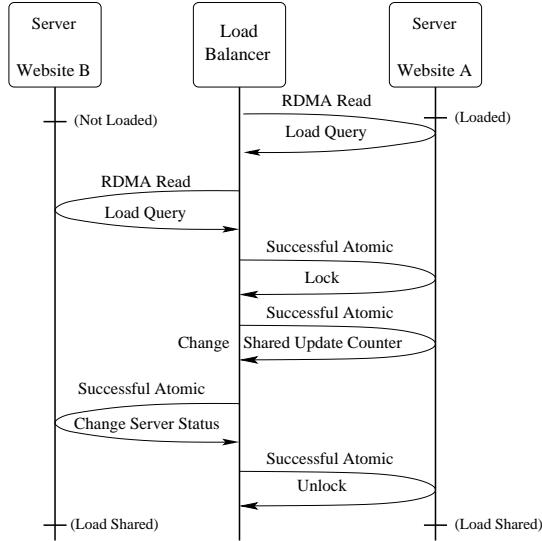 Server
Website B
Load
Balancer
Server
Website A
RDMA Read
(Not Loaded)
(Loaded)
Load Query
RDMA Read
Load Query
Successful Atomic
Lock
Successful Atomic
Change Shared Update Counter
Successful Atomic
Change Server Status
Successful Atomic
Unlock
(Load Shared)
(Load Shared)